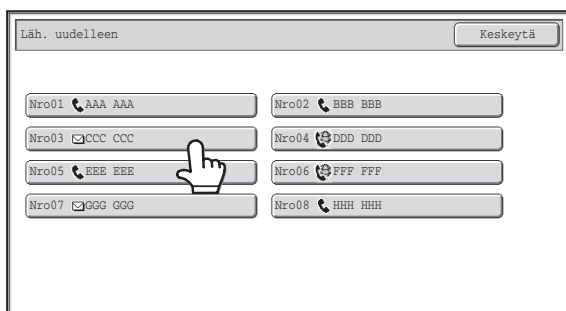 Läh. uudelleen Keskeytä
Nro01 AAA AAA Nro02 BBB BBB
Nro03 CCC CCC Nro04 DDD DDD
Nro05 EEE EEE Nro06 FFF FFF
Nro07 GGG GGG Nro08 HHH HHH